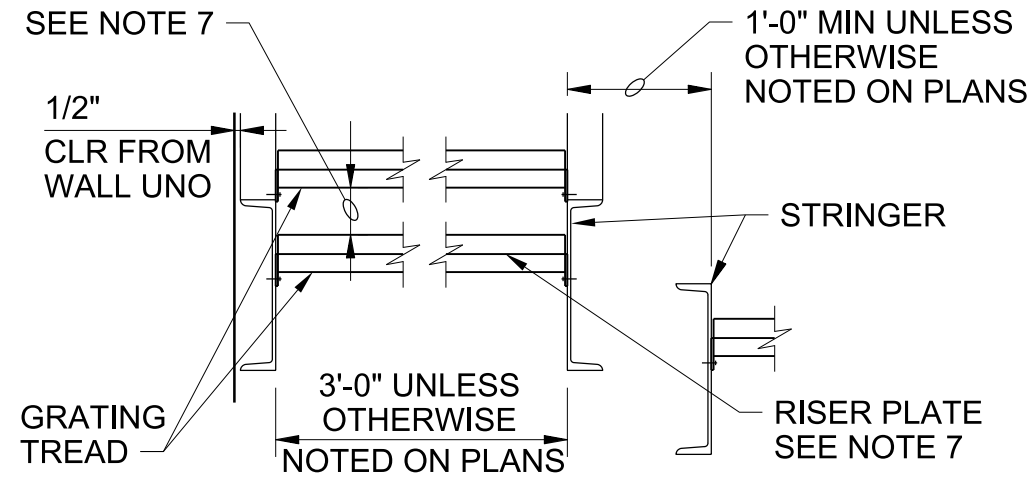 SEE NOTE 7
1'-0" MIN UNLESS
OTHERWISE
NOTED ON PLANS
1/2"
CLR FROM
WALL UNO
STRINGER
GRATING
TREAD
3'-0" UNLESS
OTHERWISE
NOTED ON PLANS
RISER PLATE
SEE NOTE 7